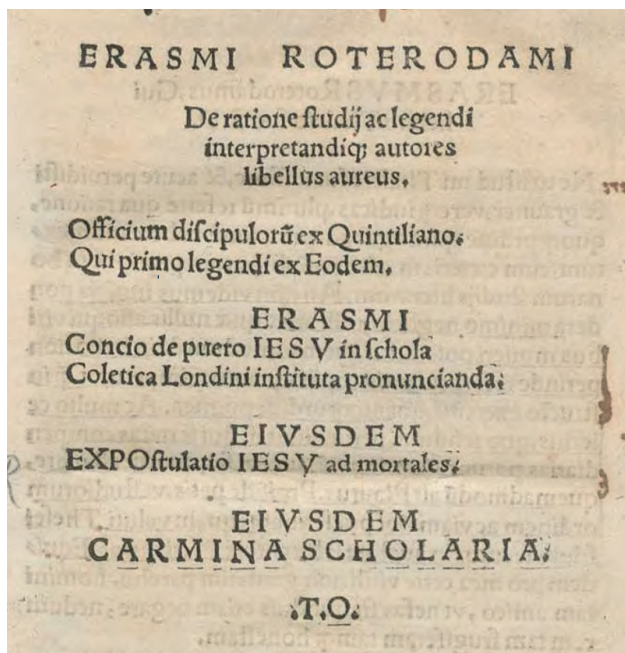 ERASMI ROTERODAMI
De ratione ſtudij ac legendi
interpretandiq; autores
libellus aureus.
Officium diſcipulorũ ex Quintiliano.
Qui primo legendi ex Eodem.
ERASMI
Concio de puero IESV in ſchola
Coletica Londini inſtituta pronuncianda.
EIVSDEM
EXPOſtulatio IESV ad mortales.
EIVSDEM
CARMINA SCHOLARIA.
.T.O.